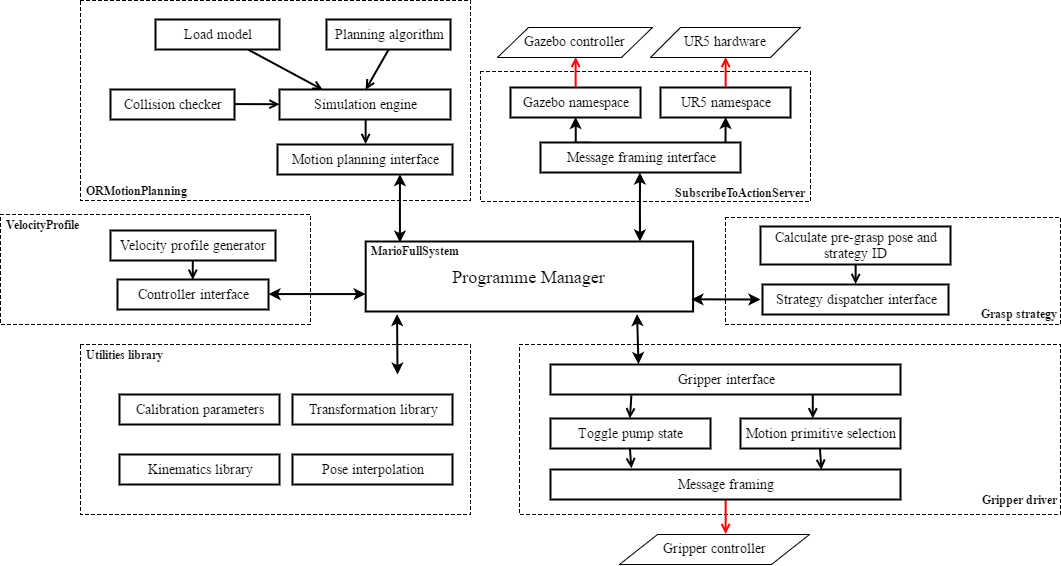 Load model
Planning algorithm
Collision checker
Simulation engine
Motion planning interface
ORMotionPlanning
Gazebo controller
UR5 hardware
Gazebo namespace
UR5 namespace
Message framing interface
SubscribeToActionServer
VelocityProfile
Velocity profile generator
Controller interface
MarioFullSystem
Programme Manager
Calculate pre-grasp pose and
strategy ID
Strategy dispatcher interface
Grasp strategy
Utilities library
Calibration parameters
Transformation library
Kinematics library
Pose interpolation
Gripper interface
Toggle pump state
Motion primitive selection
Message framing
Gripper driver
Gripper controller